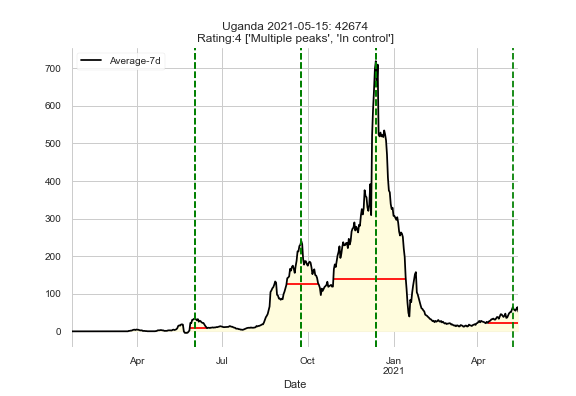 Uganda 2021-05-15: 42674
Rating:4 ['Multiple peaks', 'In control']
Average-7d
700
600
500
400
300
200
100
0
Apr
Jul
Oct
Jan
2021
Apr
Date